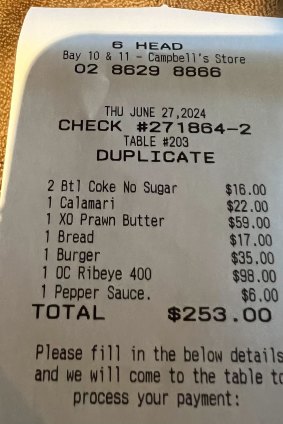 6 HEAD
Bay 10 & 11 - Campbell's Store
02 8629 8866
THU JUNE 27,2024
CHECK #271864-2
TABLE #203
DUPLICATE
2 Btl Coke No Sugar $16.00
1 Calamari $22.00
1 XO Prawn Butter $59.00
1 Bread $17.00
1 Burger $35.00
1 OC Ribeye 400 $98.00
1 Pepper Sauce. $6.00
TOTAL $253.00
Please fill in the below details
and we will come to the table to
process your payment: